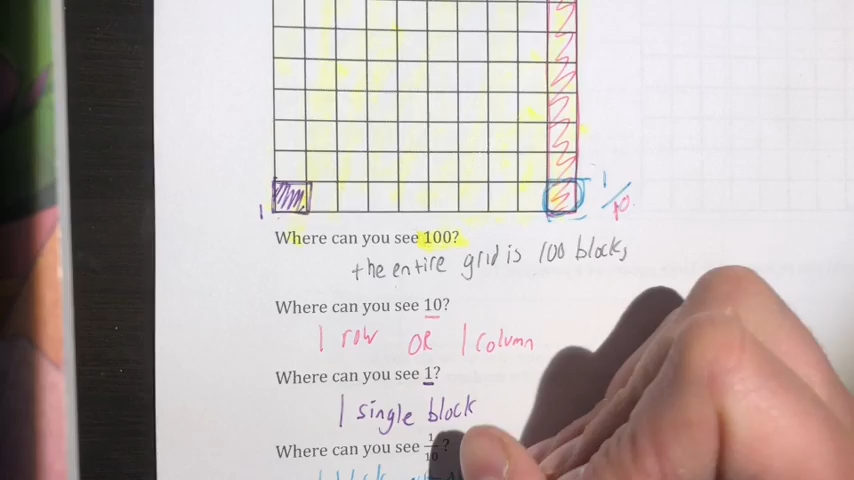 1
1/10
Where can you see 100?
the entire grid is 100 blocks
Where can you see 10?
1 row OR 1 column
Where can you see 1?
1 single block
Where can you see 1/10?